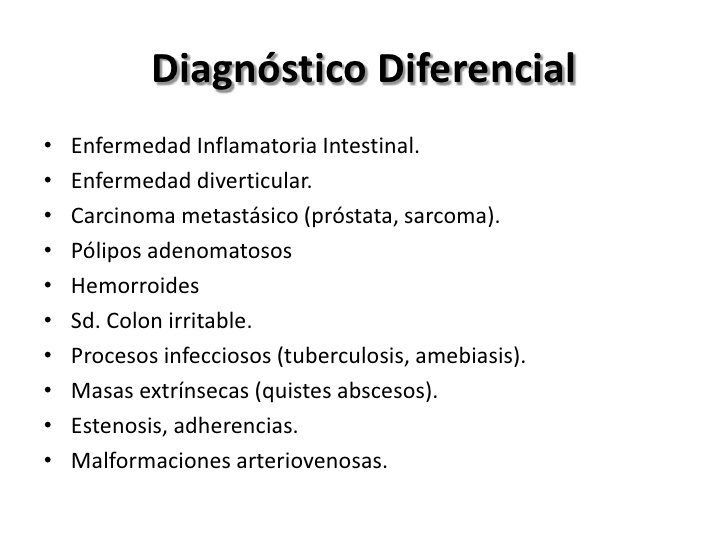 Diagnóstico Diferencial
• Enfermedad Inflamatoria Intestinal.
• Enfermedad diverticular.
• Carcinoma metastásico (próstata, sarcoma).
• Pólipos adenomatosos
• Hemorroides
• Sd. Colon irritable.
• Procesos infecciosos (tuberculosis, amebiasis).
• Masas extrínsecas (quistes abscesos).
• Estenosis, adherencias.
• Malformaciones arteriovenosas.